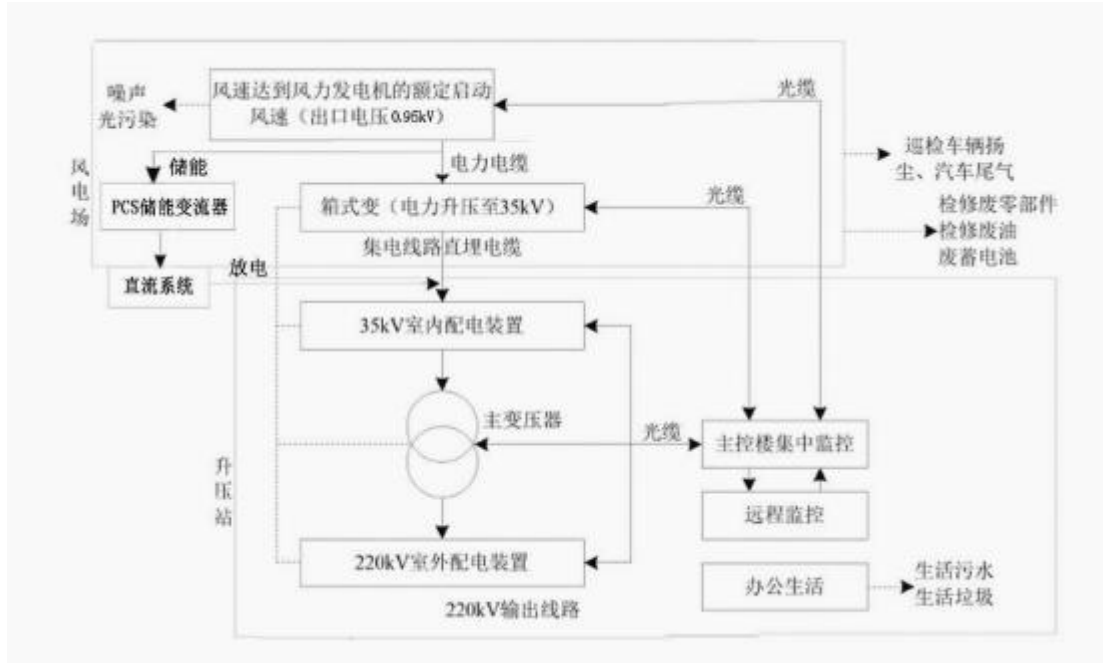 噪声
光污染
风速达到风力发电机的额定启动
风速（出口电压0.95kV）
光缆
巡检车辆扬
尘、汽车尾气
储能
电力电缆
风电场
PCS储能变流器
箱式变（电力升压至35kV）
光缆
检修废零部件
检修废油
废蓄电池
集电线路直埋电缆
放电
直流系统
35kV室内配电装置
主变压器
光缆
主控楼集中监控
升压站
远程监控
220kV室外配电装置
办公生活
生活污水
生活垃圾
220kV输出线路